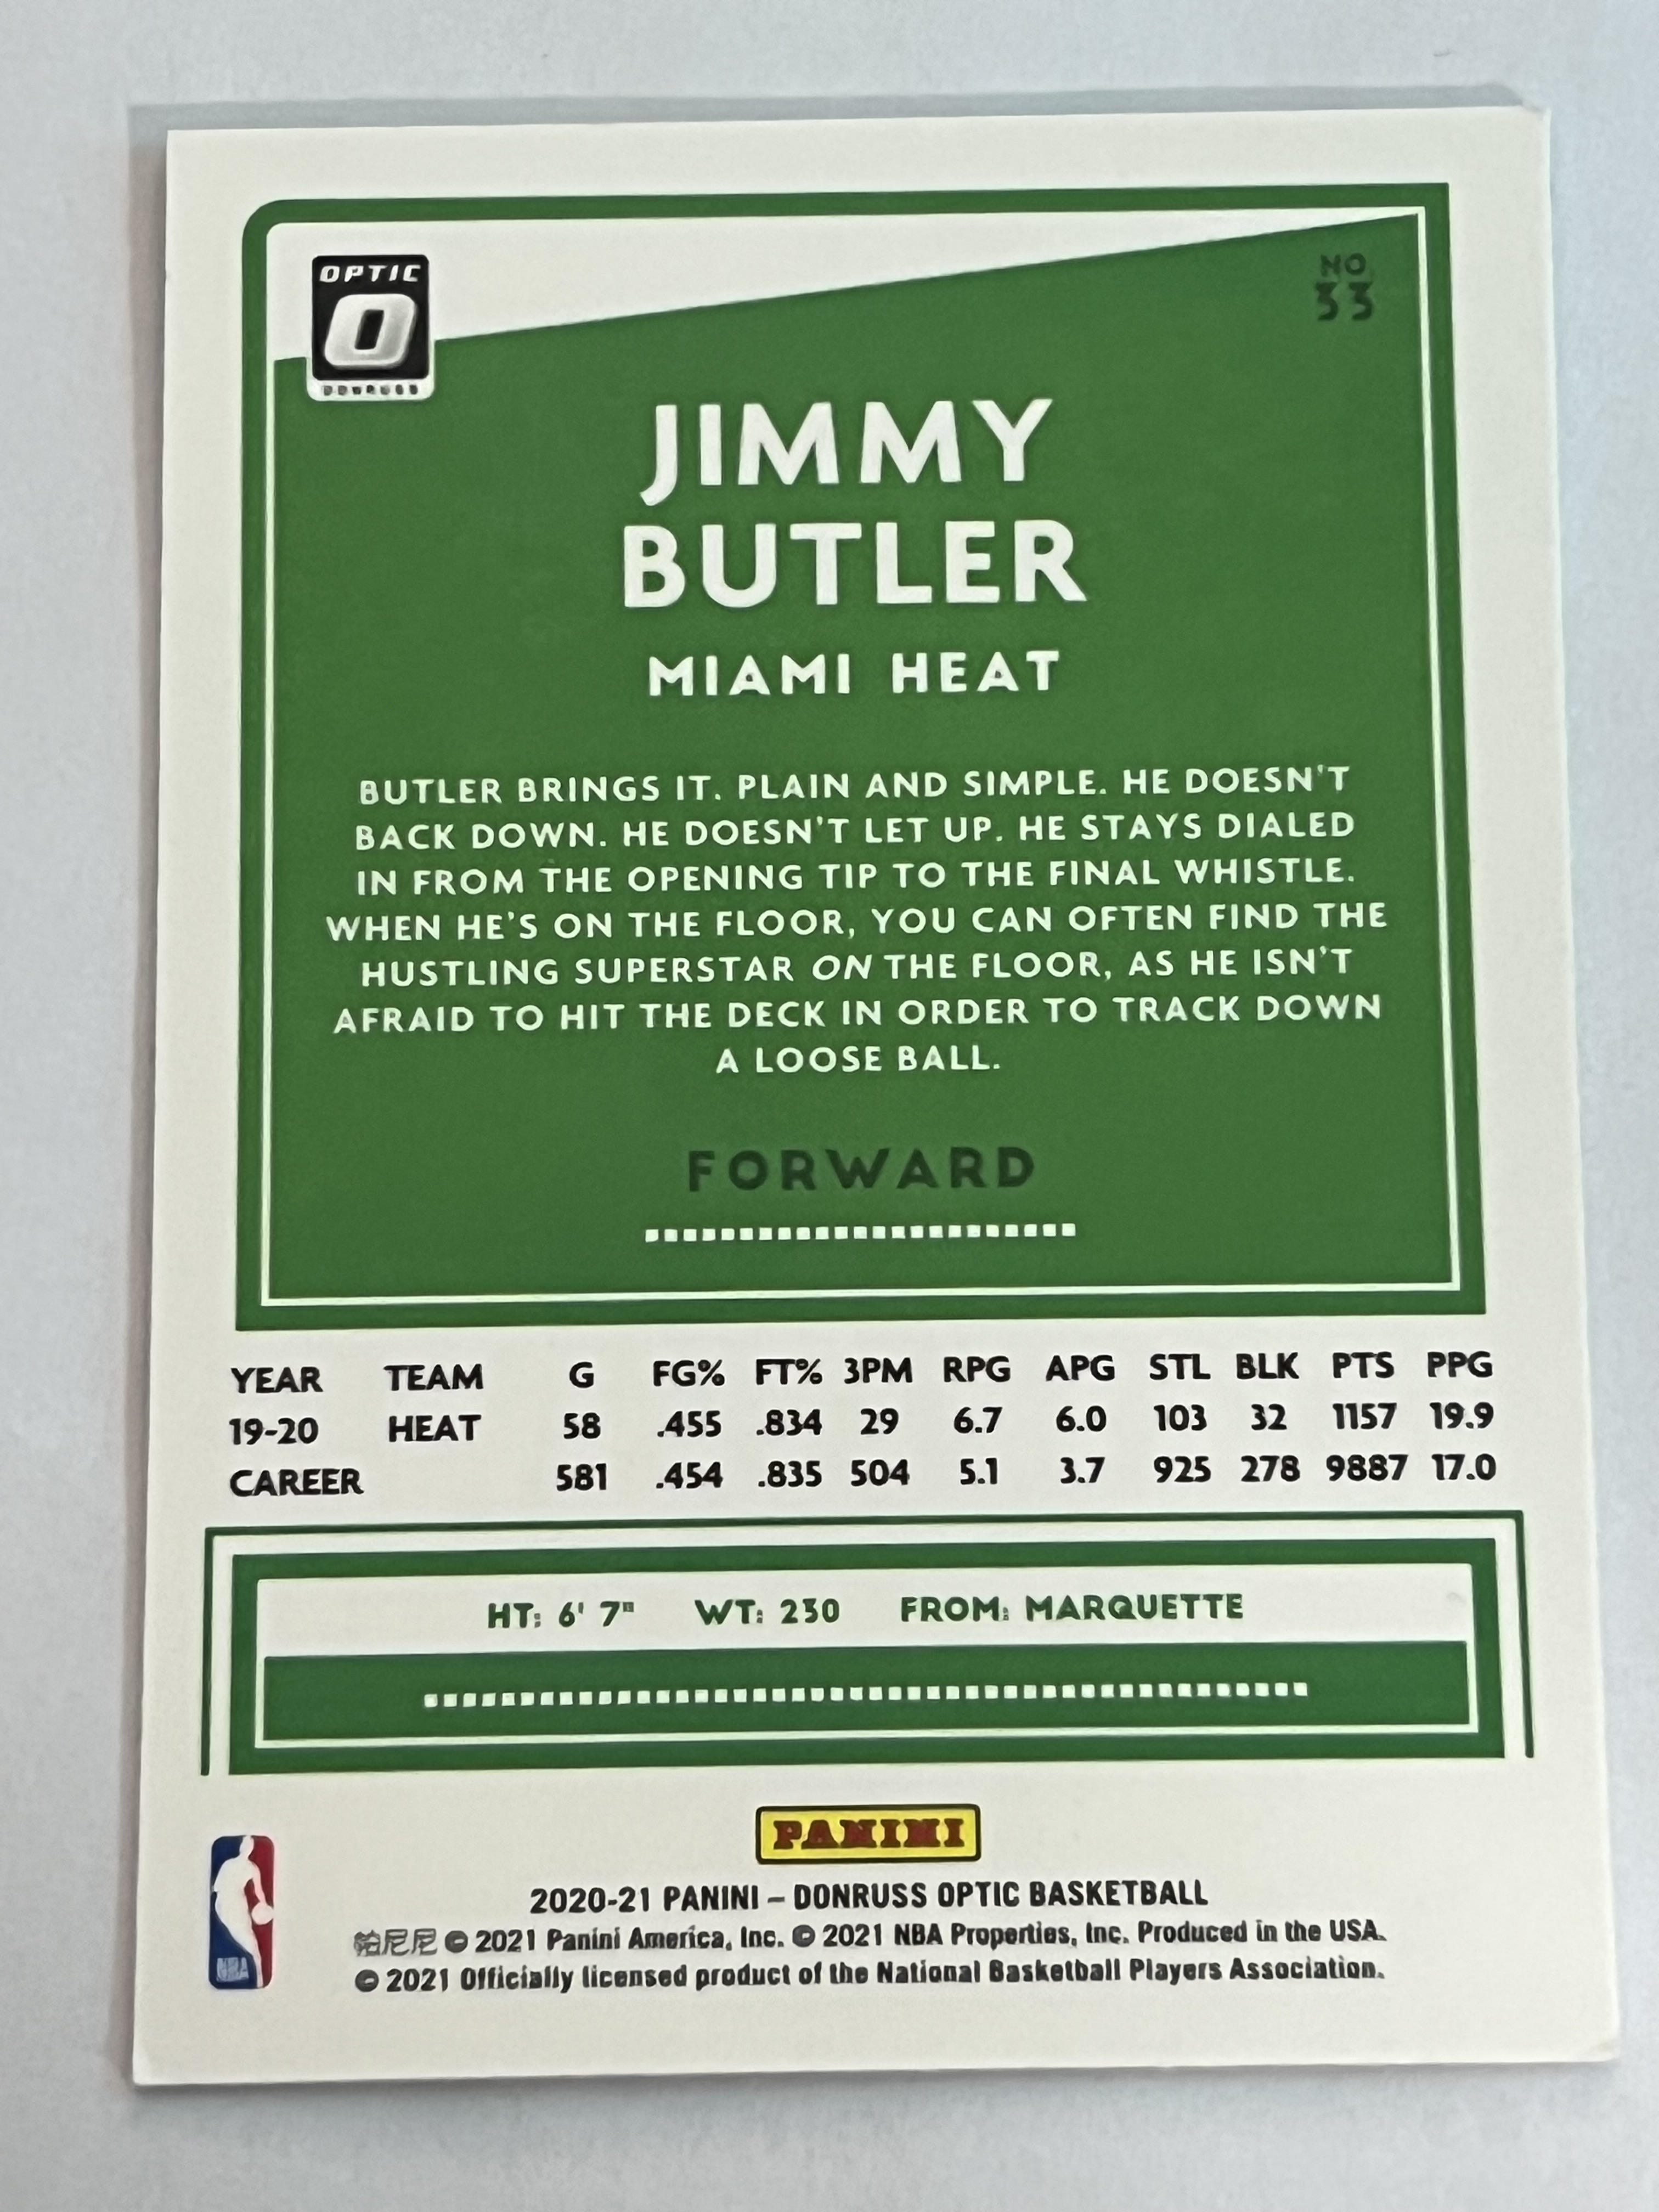 OPTIC
O
DONRUSS
NO
33
JIMMY
BUTLER
MIAMI HEAT
BUTLER BRINGS IT. PLAIN AND SIMPLE. HE DOESN'T
BACK DOWN. HE DOESN'T LET UP. HE STAYS DIALED
IN FROM THE OPENING TIP TO THE FINAL WHISTLE.
WHEN HE'S ON THE FLOOR, YOU CAN OFTEN FIND THE
HUSTLING SUPERSTAR ON THE FLOOR, AS HE ISN'T
AFRAID TO HIT THE DECK IN ORDER TO TRACK DOWN
A LOOSE BALL.
FORWARD
YEAR TEAM G FG% FT% 3PM RPG APG STL BLK PTS PPG
19-20 HEAT 58 .455 .834 29 6.7 6.0 103 32 1157 19.9
CAREER 581 .454 .835 504 5.1 3.7 925 278 9887 17.0
HT: 6' 7" WT: 230 FROM: MARQUETTE
PANINI
2020-21 PANINI – DONRUSS OPTIC BASKETBALL
帕尼尼 © 2021 Panini America, Inc. © 2021 NBA Properties, Inc. Produced in the USA.
© 2021 Officially licensed product of the National Basketball Players Association.
NBA